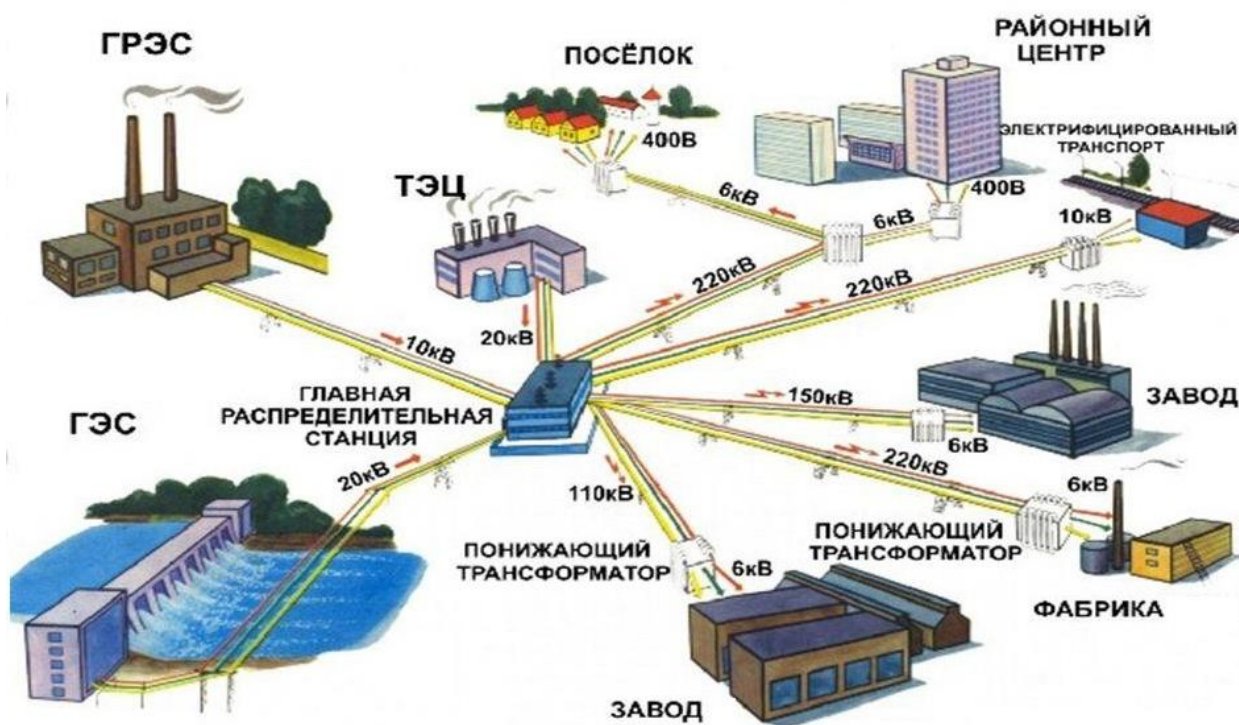 ГРЭС
ПОСЁЛОК
РАЙОННЫЙ
ЦЕНТР
400В
ЭЛЕКТРИФИЦИРОВАННЫЙ
ТРАНСПОРТ
ТЭЦ
6кВ
6кВ
400В
10кВ
220кВ
220кВ
10кВ
20кВ
ГЛАВНАЯ
РАСПРЕДЕЛИТЕЛЬНАЯ
СТАНЦИЯ
150кВ
ЗАВОД
6кВ
ГЭС
20кВ
220кВ
110кВ
6кВ
ПОНИЖАЮЩИЙ
ТРАНСФОРМАТОР
6кВ
ПОНИЖАЮЩИЙ
ТРАНСФОРМАТОР
ФАБРИКА
ЗАВОД